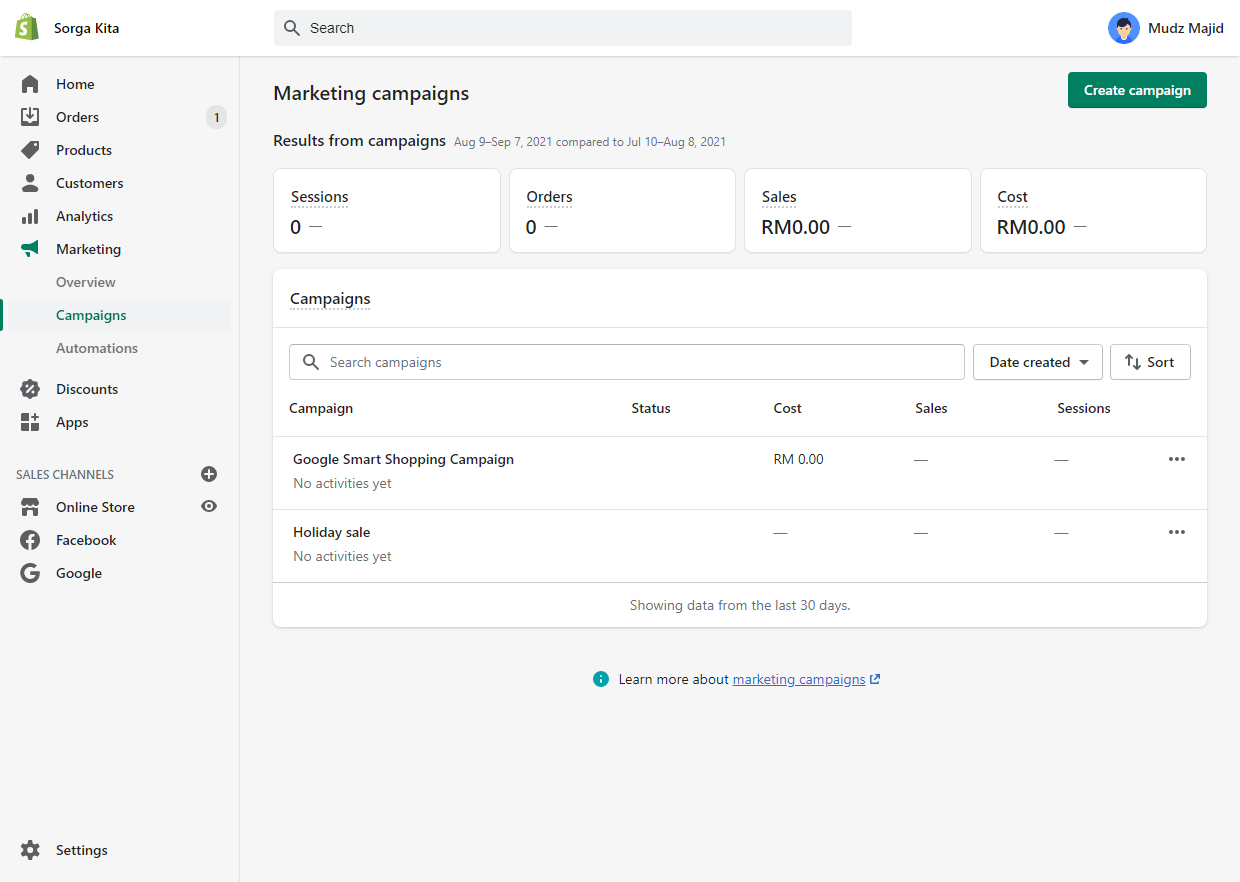 Sorga Kita
Search
Mudz Majid
Home
Orders 1
Products
Customers
Analytics
Marketing
Overview
Campaigns
Automations
Discounts
Apps
SALES CHANNELS
Online Store
Facebook
Google
Settings
Marketing campaigns
Create campaign
Results from campaigns Aug 9–Sep 7, 2021 compared to Jul 10–Aug 8, 2021
Sessions
0 —
Orders
0 —
Sales
RM0.00 —
Cost
RM0.00 —
Campaigns
Search campaigns
Date created
Sort
Campaign Status Cost Sales Sessions
Google Smart Shopping Campaign RM 0.00 — —
No activities yet
Holiday sale — — —
No activities yet
Showing data from the last 30 days.
Learn more about marketing campaigns